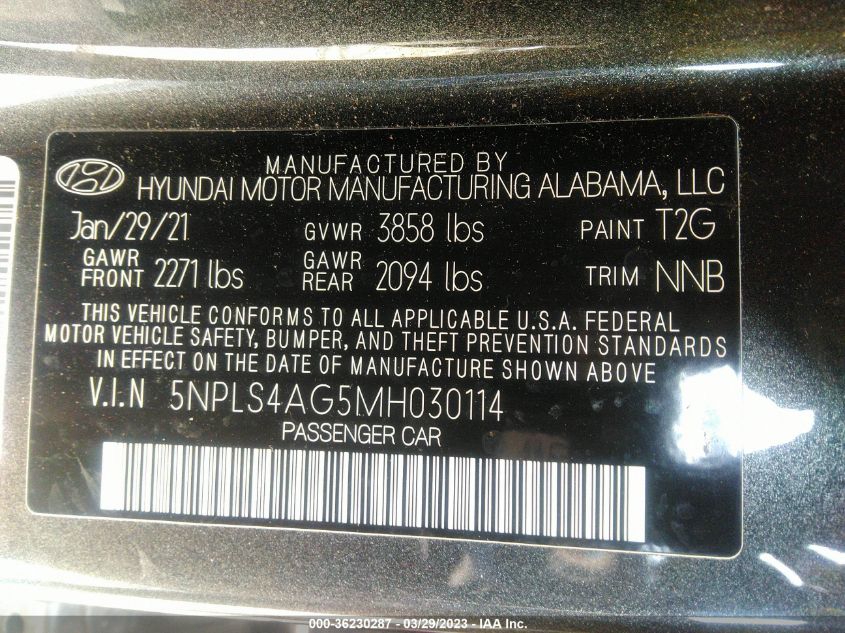 MANUFACTURED BY
HYUNDAI MOTOR MANUFACTURING ALABAMA, LLC
Jan/29/21 GVWR 3858 lbs PAINT T2G
GAWR FRONT 2271 lbs GAWR REAR 2094 lbs TRIM NNB
THIS VEHICLE CONFORMS TO ALL APPLICABLE U.S.A. FEDERAL
MOTOR VEHICLE SAFETY, BUMPER, AND THEFT PREVENTION STANDARDS
IN EFFECT ON THE DATE OF MANUFACTURE SHOWN ABOVE
V.I.N 5NPLS4AG5MH030114
PASSENGER CAR
000-36230287 - 03/29/2023 - IAA Inc.